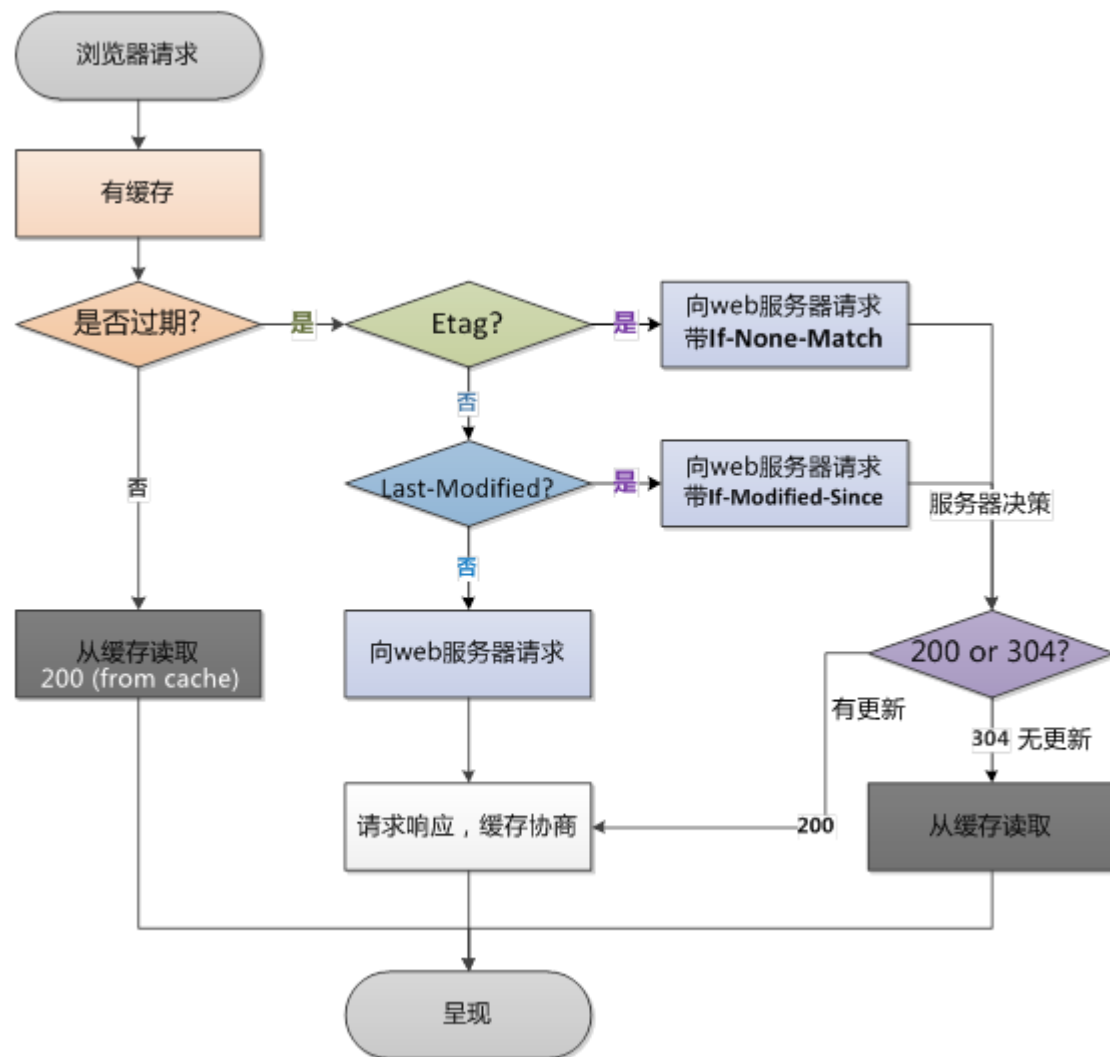 浏览器请求
有缓存
是否过期?
是
Etag?
是
向web服务器请求
带If-None-Match
否
否
Last-Modified?
是
向web服务器请求
带If-Modified-Since
服务器决策
否
从缓存读取
200 (from cache)
向web服务器请求
200 or 304?
有更新
304 无更新
请求响应，缓存协商
200
从缓存读取
呈现